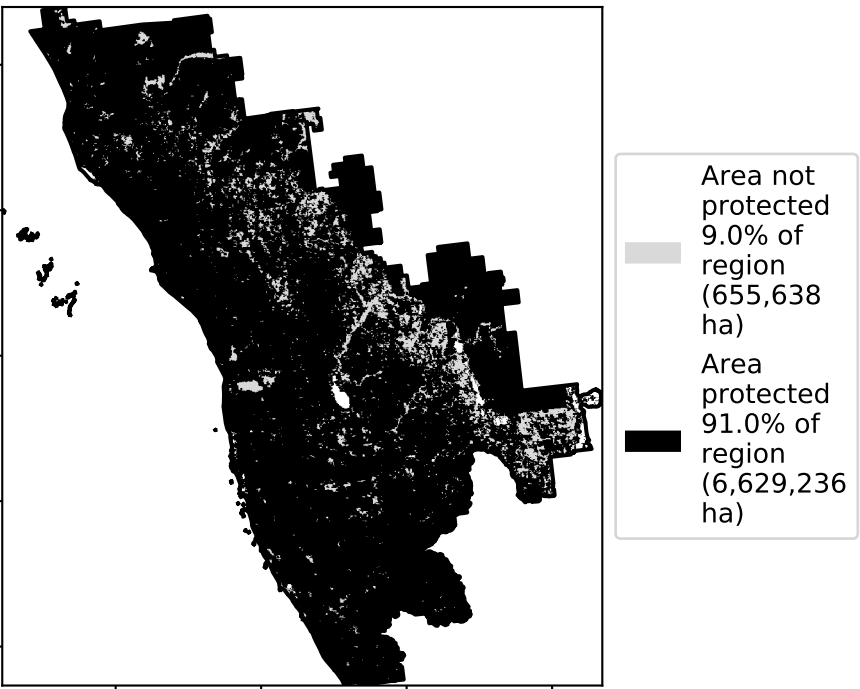 Area not
protected
9.0% of
region
(655,638
ha)
Area
protected
91.0% of
region
(6,629,236
ha)